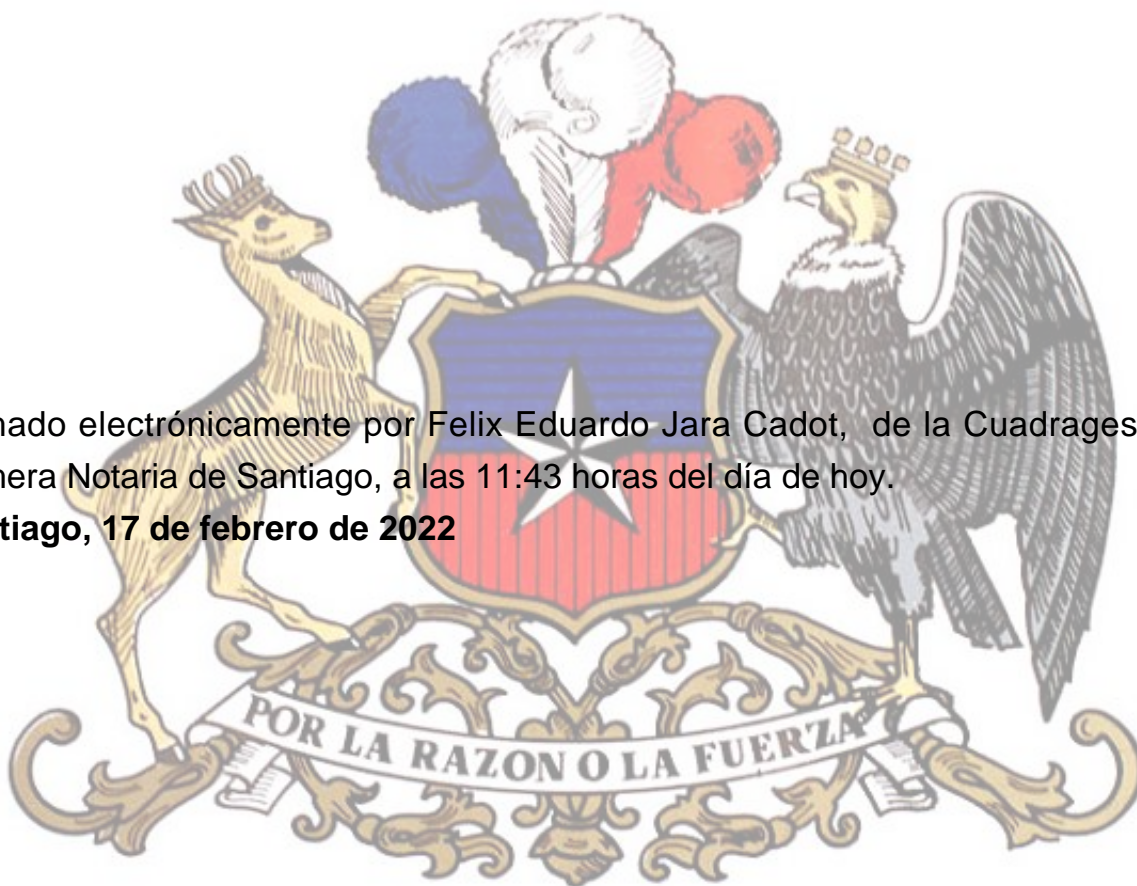 nado electrónicamente por Felix Eduardo Jara Cadot, de la Cuadrages
nera Notaria de Santiago, a las 11:43 horas del día de hoy.
tiago, 17 de febrero de 2022
POR LA RAZON O LA FUERZA